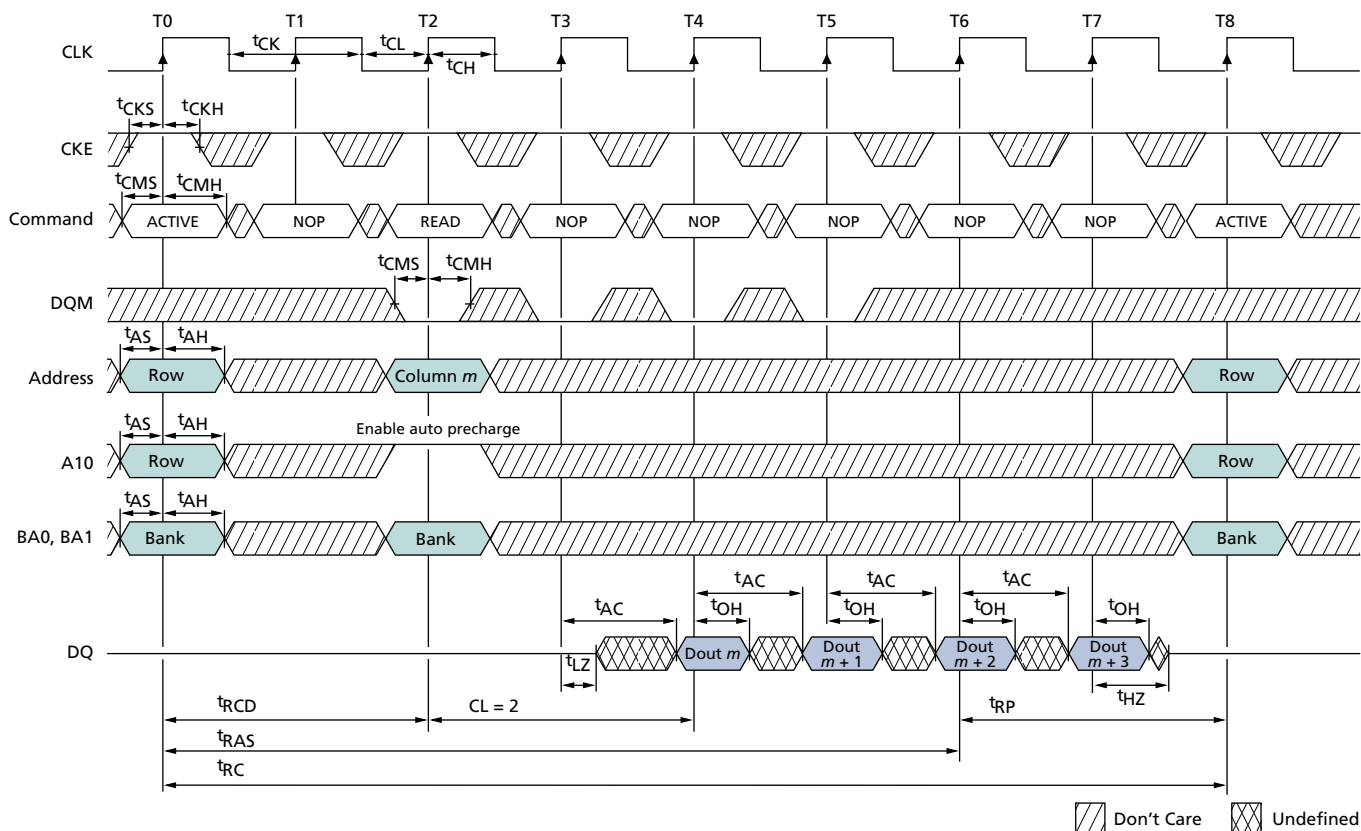 T0 T1 T2 T3 T4 T5 T6 T7 T8
CLK tCK tCL tCH
tCKS tCKH
CKE
tCMS tCMH
Command ACTIVE NOP READ NOP NOP NOP NOP NOP ACTIVE
tCMS tCMH
DQM
tAS tAH
Address Row Column m Row
tAS tAH Enable auto precharge
A10 Row Row
tAS tAH
BA0, BA1 Bank Bank Bank
tAC tAC tAC
tAC tOH tOH tOH tOH
DQ Dout m Dout m + 1 Dout m + 2 Dout m + 3
tLZ tHZ
tRCD CL = 2 tRP
tRAS
tRC
Don't Care Undefined